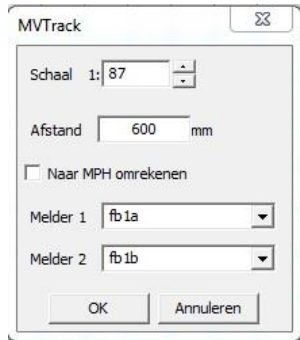 MVTrack
Schaal 1: 87
Afstand 600 mm
Naar MPH omrekenen
Melder 1 fb1a
Melder 2 fb1b
OK Annuleren